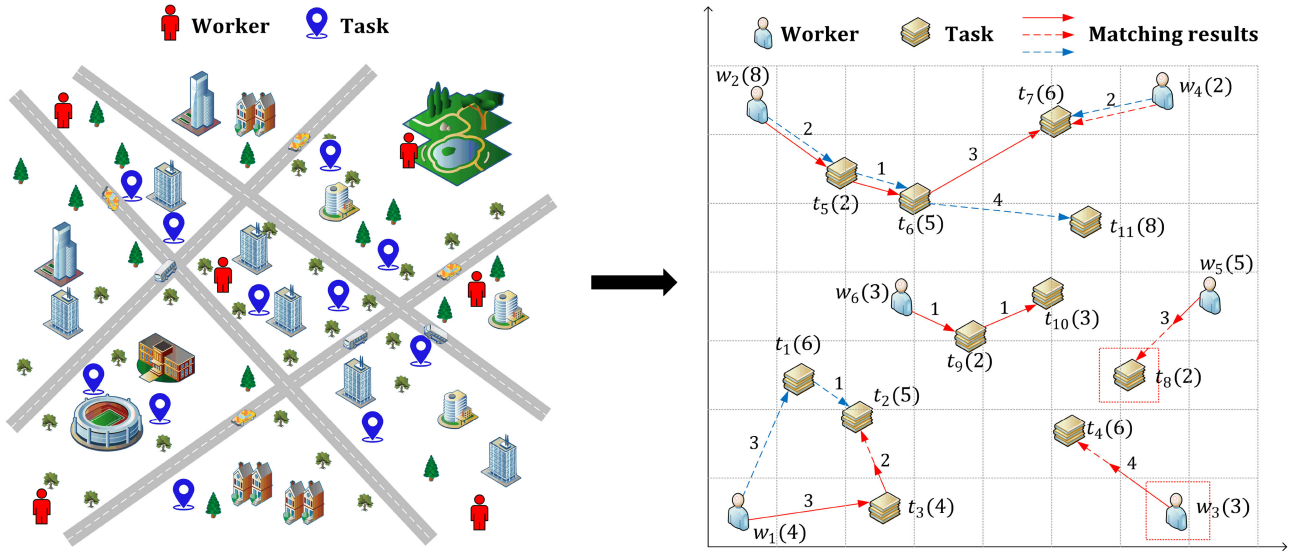 Worker Task
Worker Task Matching results
w₂(8)
t₇(6)
2
w₄(2)
2
3
1
t₅(2)
t₆(5)
4
t₁₁(8)
w₅(5)
w₆(3)
1
1
3
t₁₀(3)
t₉(2)
t₁(6)
t₈(2)
1
t₂(5)
t₄(6)
3
2
4
3
t₃(4)
w₃(3)
w₁(4)